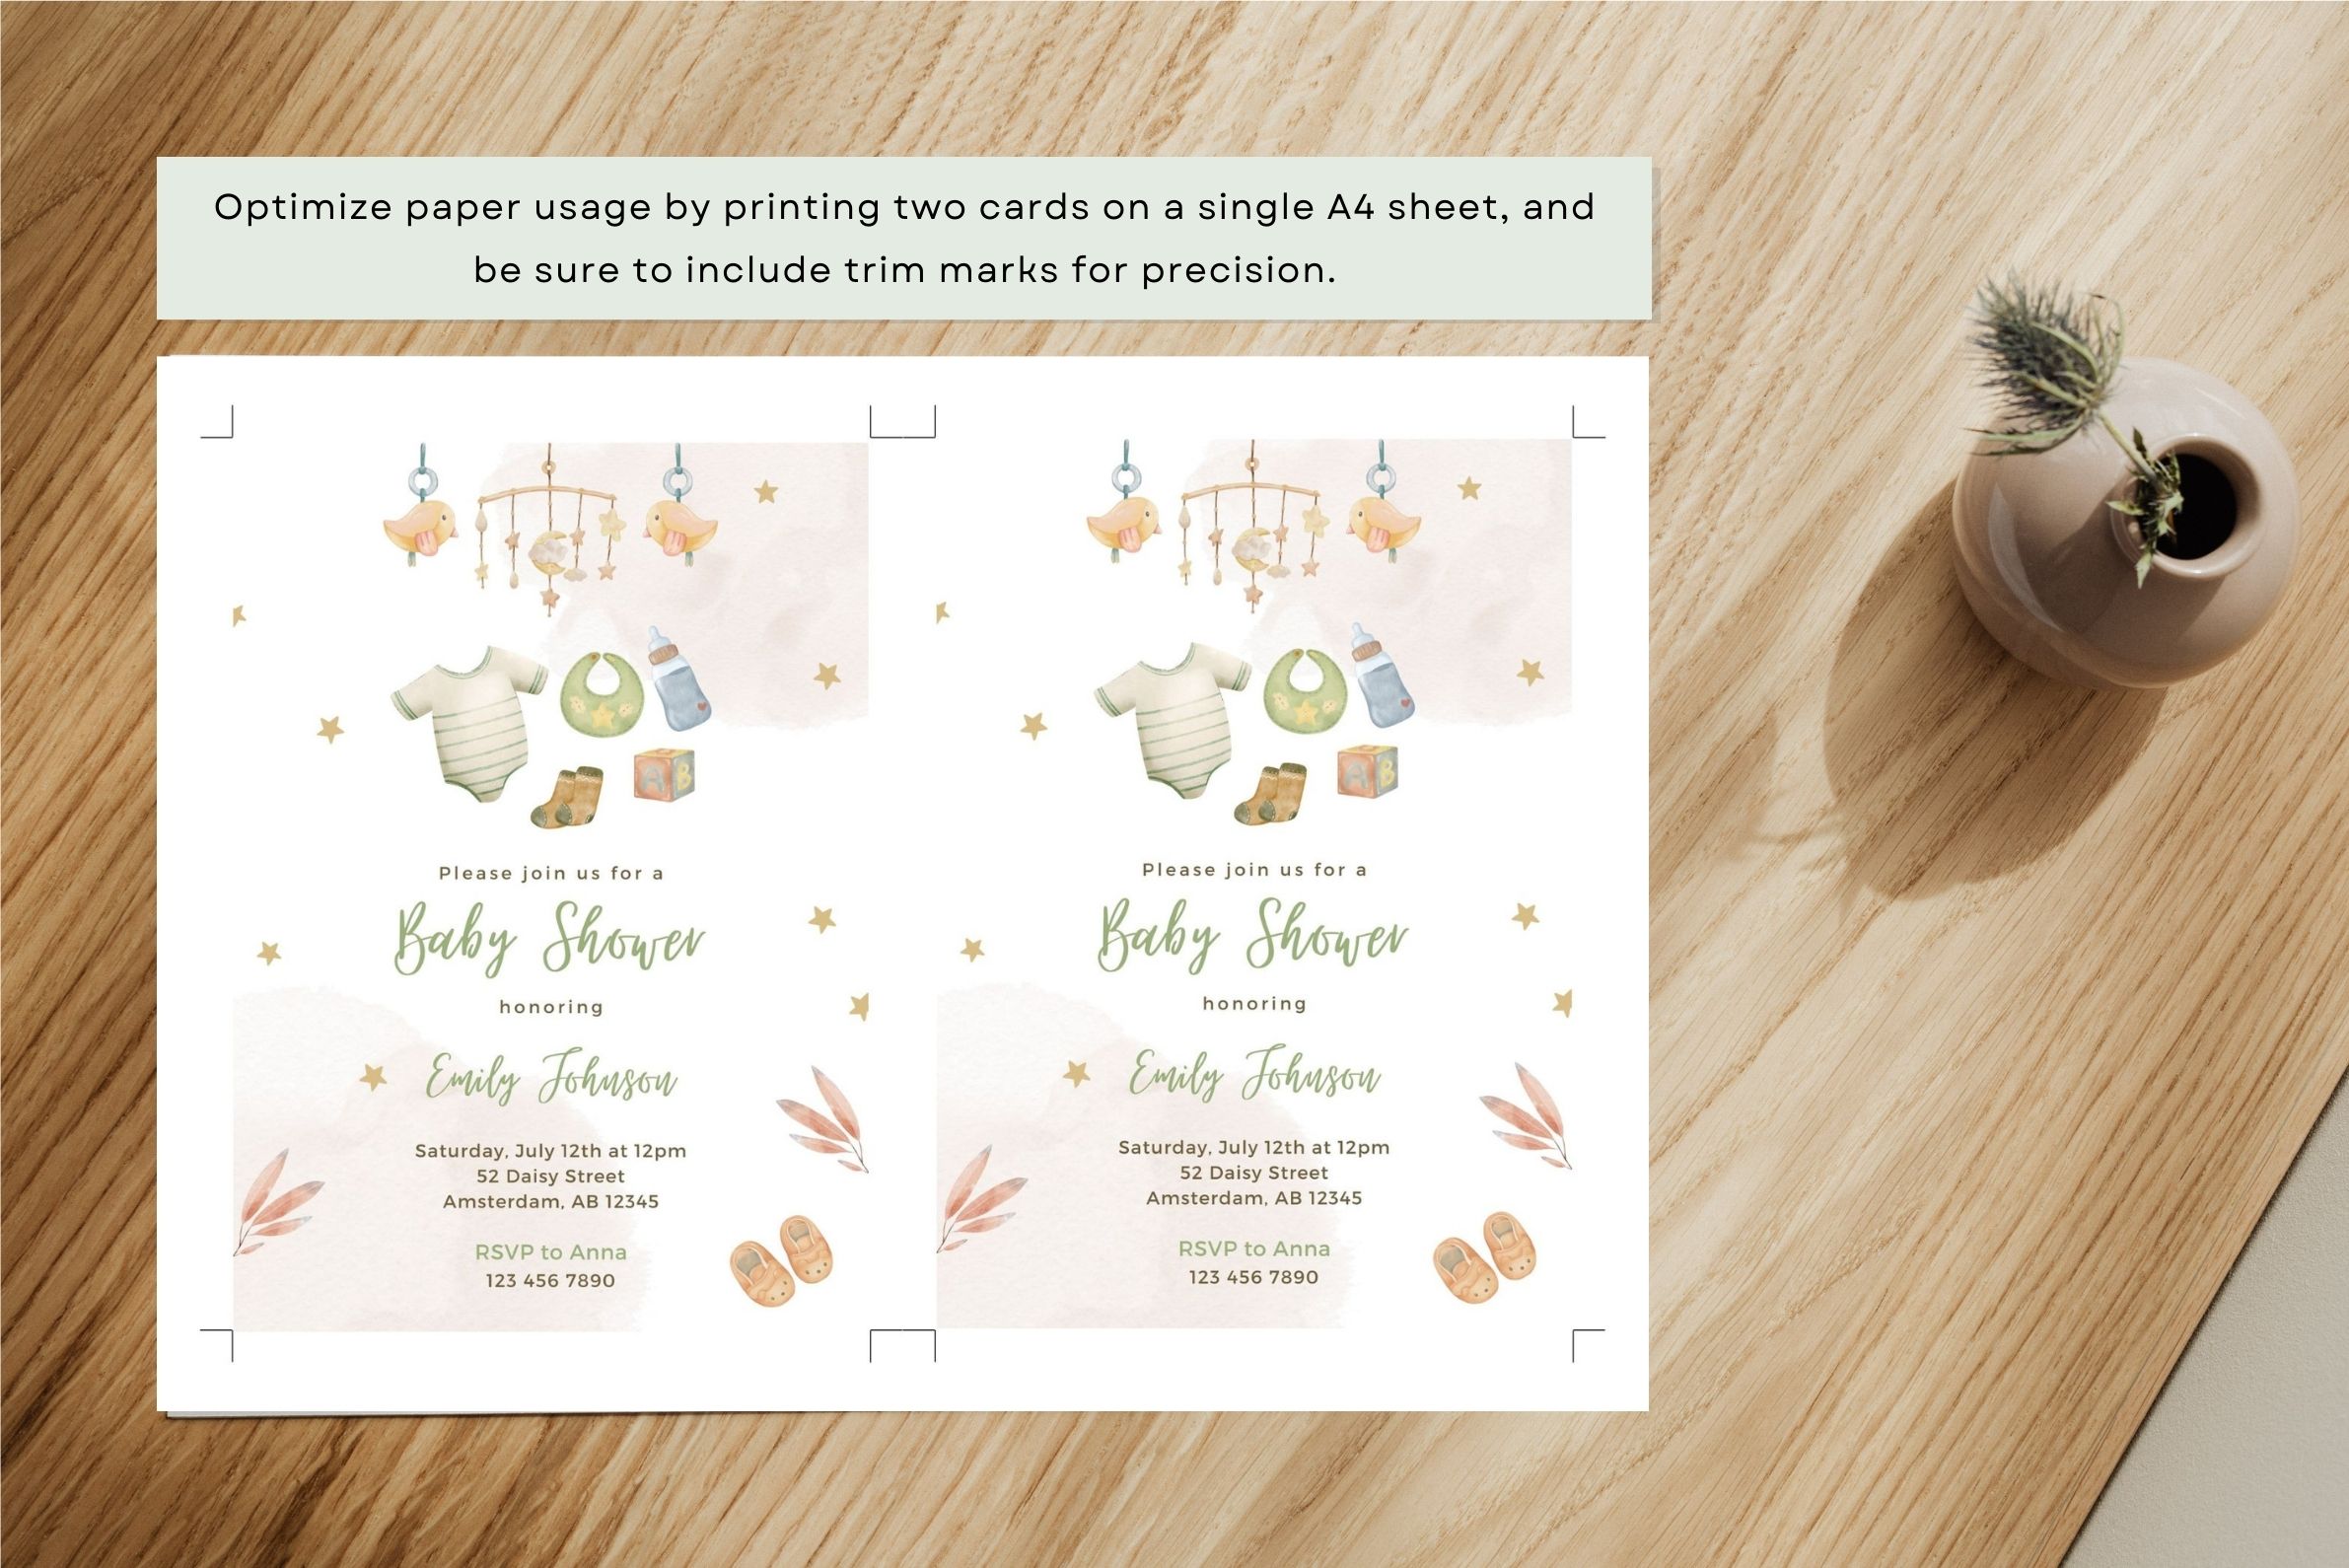 Optimize paper usage by printing two cards on a single A4 sheet, and
be sure to include trim marks for precision.
A B
Please join us for a
Baby Shower
honoring
Emily Johnson
Saturday, July 12th at 12pm
52 Daisy Street
Amsterdam, AB 12345
RSVP to Anna
123 456 7890
A B
Please join us for a
Baby Shower
honoring
Emily Johnson
Saturday, July 12th at 12pm
52 Daisy Street
Amsterdam, AB 12345
RSVP to Anna
123 456 7890